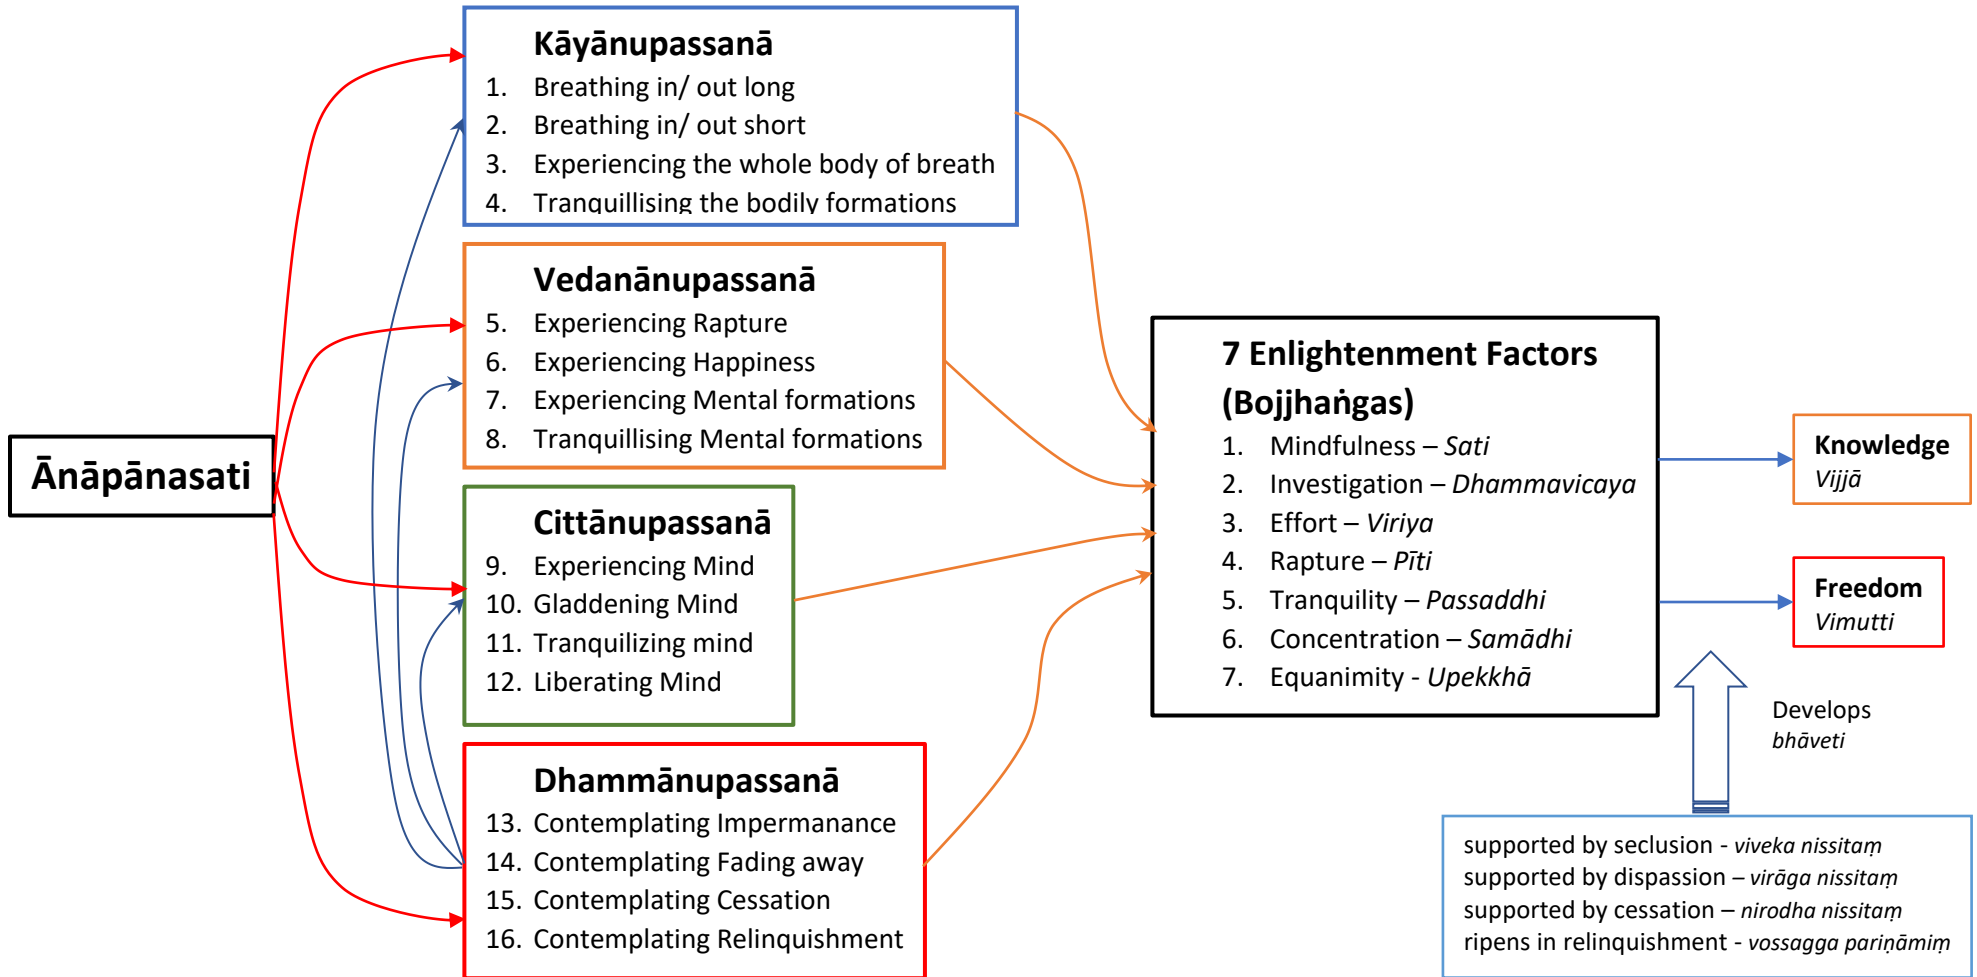 Ānāpānasati
Kāyānupassanā
1. Breathing in/ out long
2. Breathing in/ out short
3. Experiencing the whole body of breath
4. Tranquillising the bodily formations
Vedanānupassanā
5. Experiencing Rapture
6. Experiencing Happiness
7. Experiencing Mental formations
8. Tranquillising Mental formations
Cittānupassanā
9. Experiencing Mind
10. Gladdening Mind
11. Tranquilizing mind
12. Liberating Mind
Dhammānupassanā
13. Contemplating Impermanance
14. Contemplating Fading away
15. Contemplating Cessation
16. Contemplating Relinquishment
7 Enlightenment Factors
(Bojjhaṅgas)
1. Mindfulness – Sati
2. Investigation – Dhammavicaya
3. Effort – Viriya
4. Rapture – Pīti
5. Tranquility – Passaddhi
6. Concentration – Samādhi
7. Equanimity - Upekkhā
Knowledge
Vijjā
Freedom
Vimutti
Develops
bhāveti
supported by seclusion - viveka nissitaṃ
supported by dispassion – virāga nissitaṃ
supported by cessation – nirodha nissitaṃ
ripens in relinquishment - vossagga pariṇāmiṃ